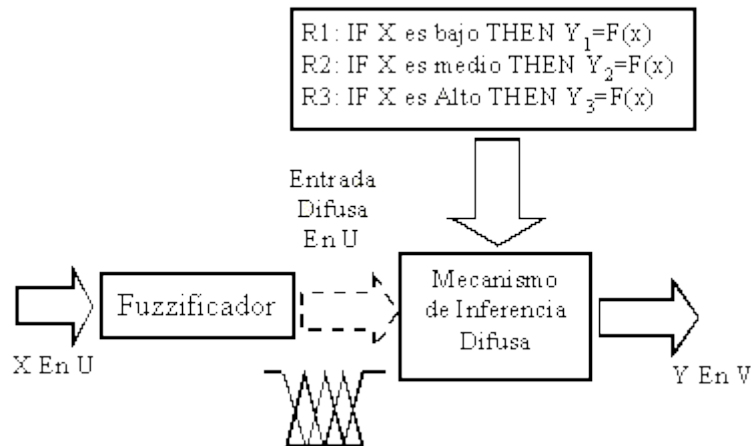 R1: IF X es bajo THEN Y₁=F(x)
R2: IF X es medio THEN Y₂=F(x)
R3: IF X es Alto THEN Y₃=F(x)
Entrada
Difusa
En U
Fuzzificador
Mecanismo
de Inferencia
Difusa
X En U
Y En V